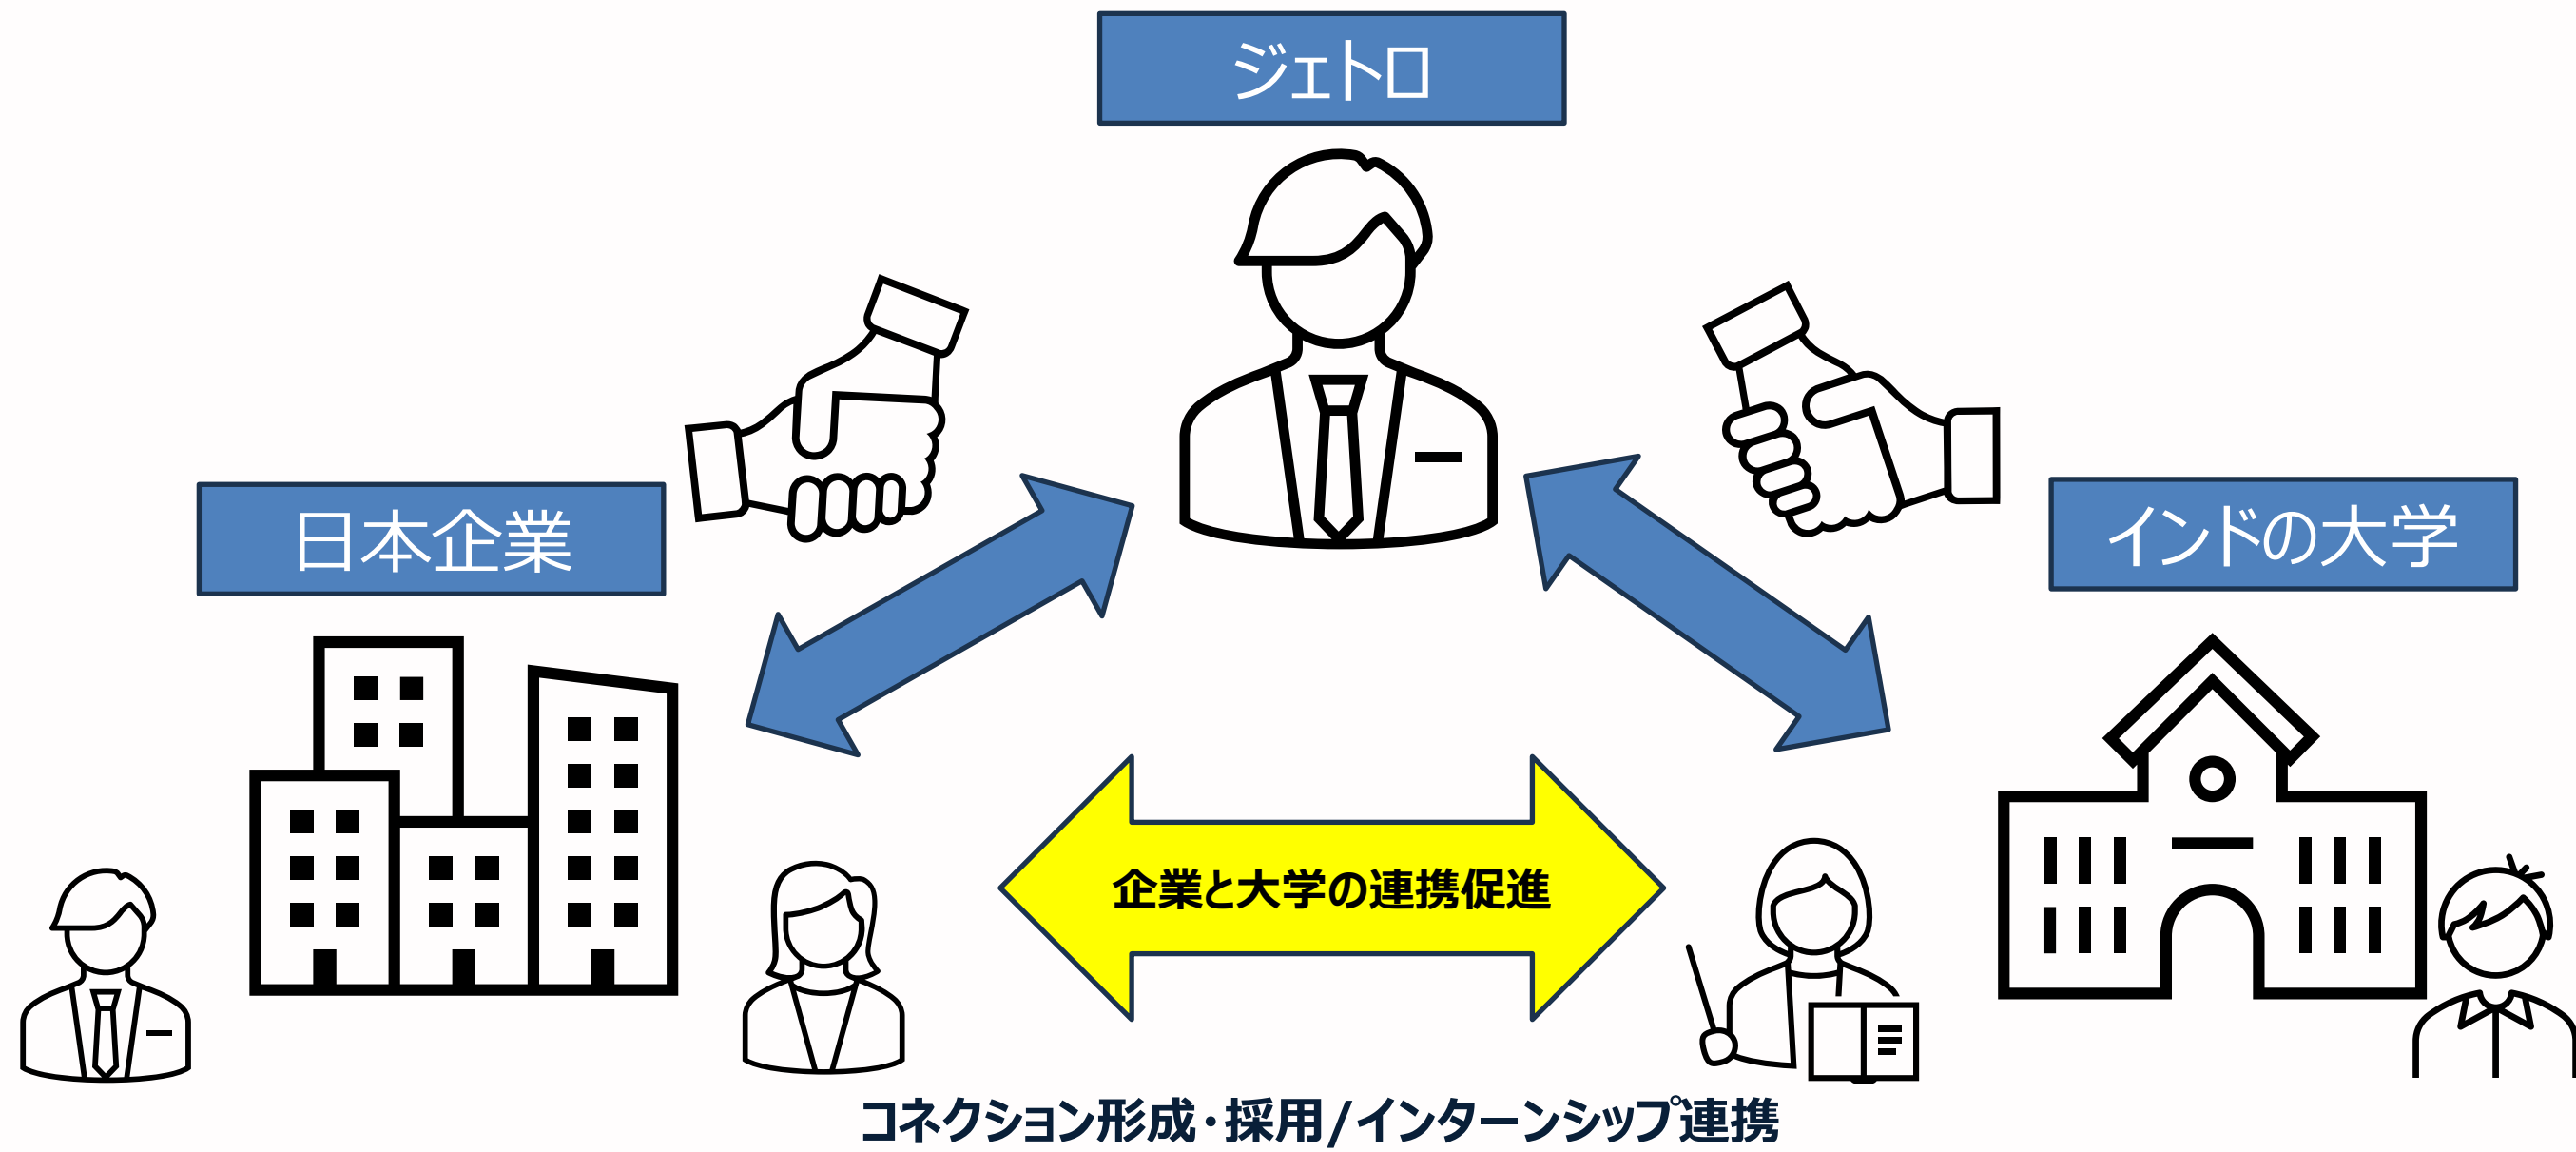 ジェトロ
日本企業
インドの大学
企業と大学の連携促進
コネクション形成・採用/インターンシップ連携